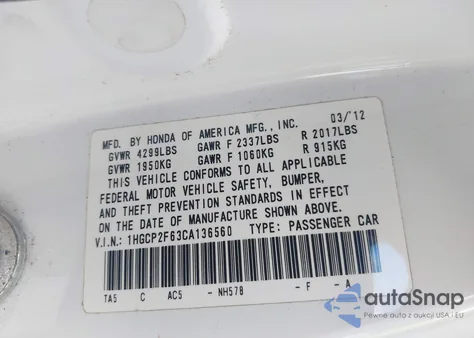 MFD. BY HONDA OF AMERICA MFG., INC. 03/'12
GVWR 4299LBS GAWR F 2337LBS R 2017LBS
GVWR 1950KG GAWR F 1060KG R 915KG
THIS VEHICLE CONFORMS TO ALL APPLICABLE
FEDERAL MOTOR VEHICLE SAFETY, BUMPER,
AND THEFT PREVENTION STANDARDS IN EFFECT
ON THE DATE OF MANUFACTURE SHOWN ABOVE.
V.I.N.: 1HGCP2F63CA136560 TYPE: PASSENGER CAR
TA5 C AC5 - NH578 - F - A
autoSnap
Pewne auta z aukcji USA i EU